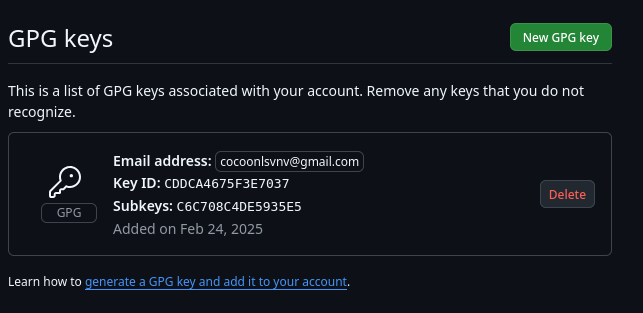 GPG keys
New GPG key
This is a list of GPG keys associated with your account. Remove any keys that you do not
recognize.
Email address: cocoonlsvnv@gmail.com
Key ID: CDDCA4675F3E7037
GPG
Subkeys: C6C708C4DE5935E5
Delete
Added on Feb 24, 2025
Learn how to generate a GPG key and add it to your account.